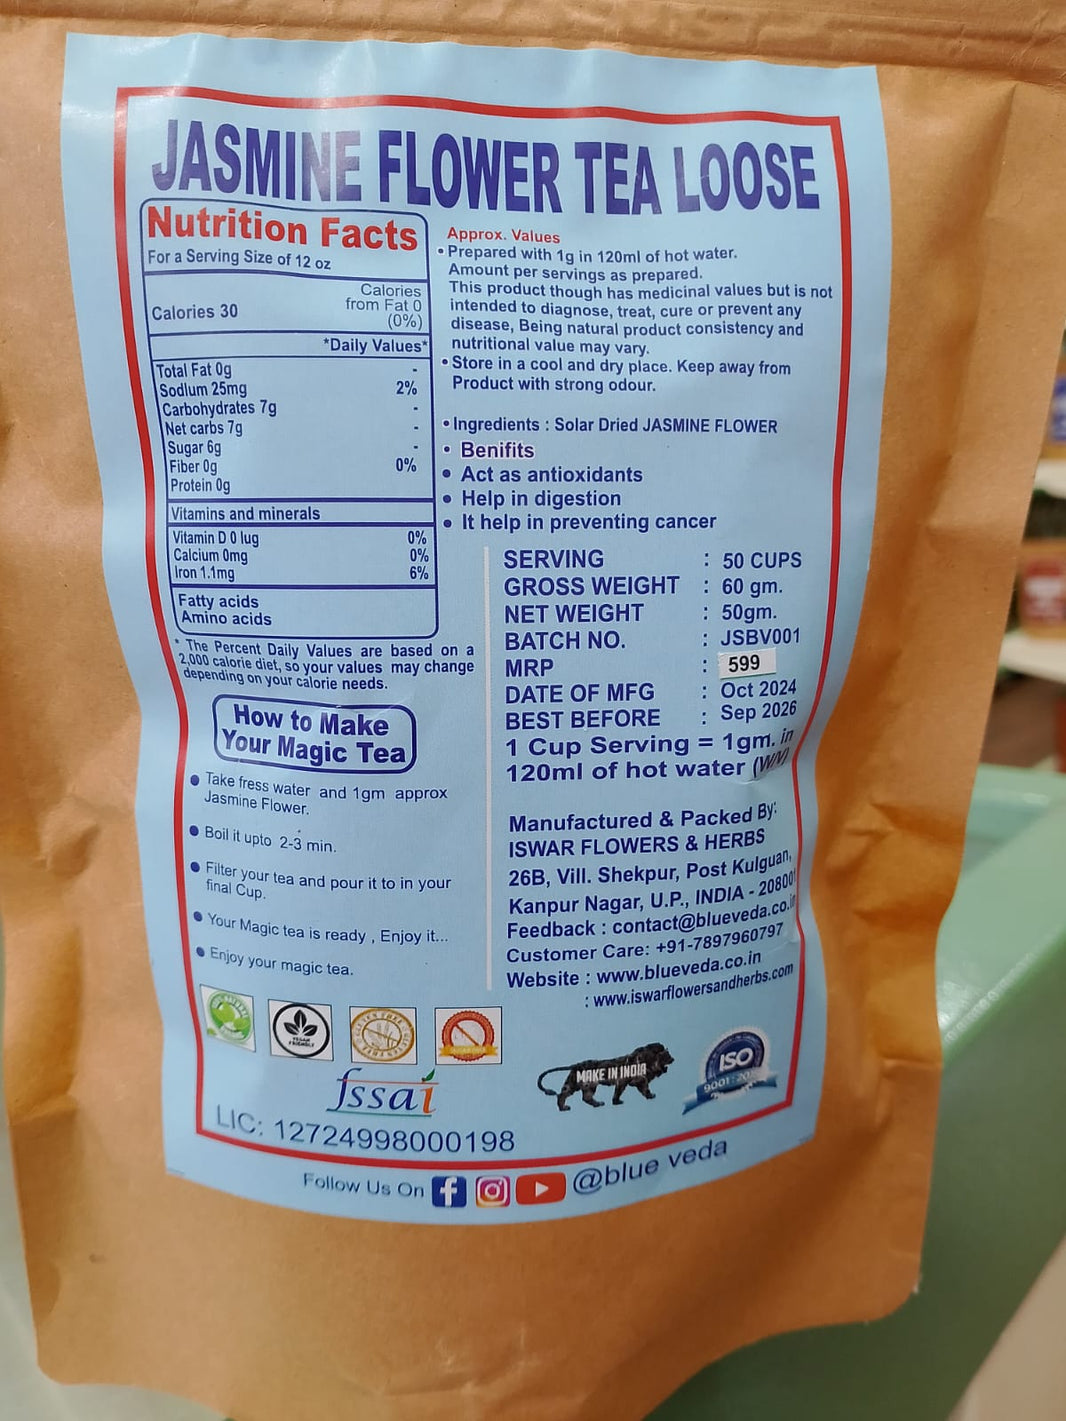 JASMINE FLOWER TEA LOOSE
Nutrition Facts
For a Serving Size of 12 oz
Calories 30
Calories
from Fat 0
(0%)
*Daily Values*
Total Fat 0g -
Sodlum 25mg 2%
Carbohydrates 7g -
Net carbs 7g -
Sugar 6g -
Fiber 0g 0%
Protein 0g
Vitamins and minerals
Vitamin D 0 lug 0%
Calcium 0mg 0%
Iron 1.1mg 6%
Fatty acids
Amino acids
* The Percent Daily Values are based on a
2,000 calorie diet, so your values may change
depending on your calorie needs.
How to Make
Your Magic Tea
• Take fress water and 1gm approx
Jasmine Flower.
• Boil it upto 2-3 min.
• Filter your tea and pour it to in your
final Cup.
• Your Magic tea is ready , Enjoy it...
• Enjoy your magic tea.
Approx. Values
• Prepared with 1g in 120ml of hot water.
Amount per servings as prepared.
This product though has medicinal values but is not
intended to diagnose, treat, cure or prevent any
disease, Being natural product consistency and
nutritional value may vary.
• Store in a cool and dry place. Keep away from
Product with strong odour.
• Ingredients : Solar Dried JASMINE FLOWER
• Benifits
• Act as antioxidants
• Help in digestion
• It help in preventing cancer
SERVING : 50 CUPS
GROSS WEIGHT : 60 gm.
NET WEIGHT : 50gm.
BATCH NO. : JSBV001
MRP : 599
DATE OF MFG : Oct 2024
BEST BEFORE : Sep 2026
1 Cup Serving = 1gm. in
120ml of hot water (W/V)
Manufactured & Packed By:
ISWAR FLOWERS & HERBS
26B, Vill. Shekpur, Post Kulguan,
Kanpur Nagar, U.P., INDIA - 20800
Feedback : contact@blueveda.co.in
Customer Care: +91-7897960797
Website : www.blueveda.co.in
: www.iswarflowersandherbs.com
VEGAN
FRIENDLY
GLUTEN FREE
fssai
LIC: 12724998000198
MAKE IN INDIA
ISO
9001:20
Follow Us On f @blue veda